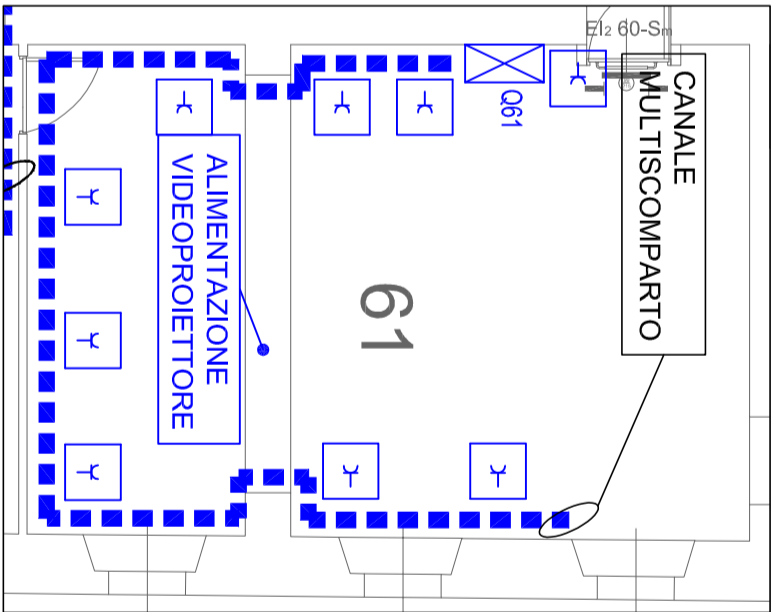 EI₂ 60-Sm
CANALE
MULTISCOMPARTO
Q61
ALIMENTAZIONE
VIDEOPROIETTORE
61